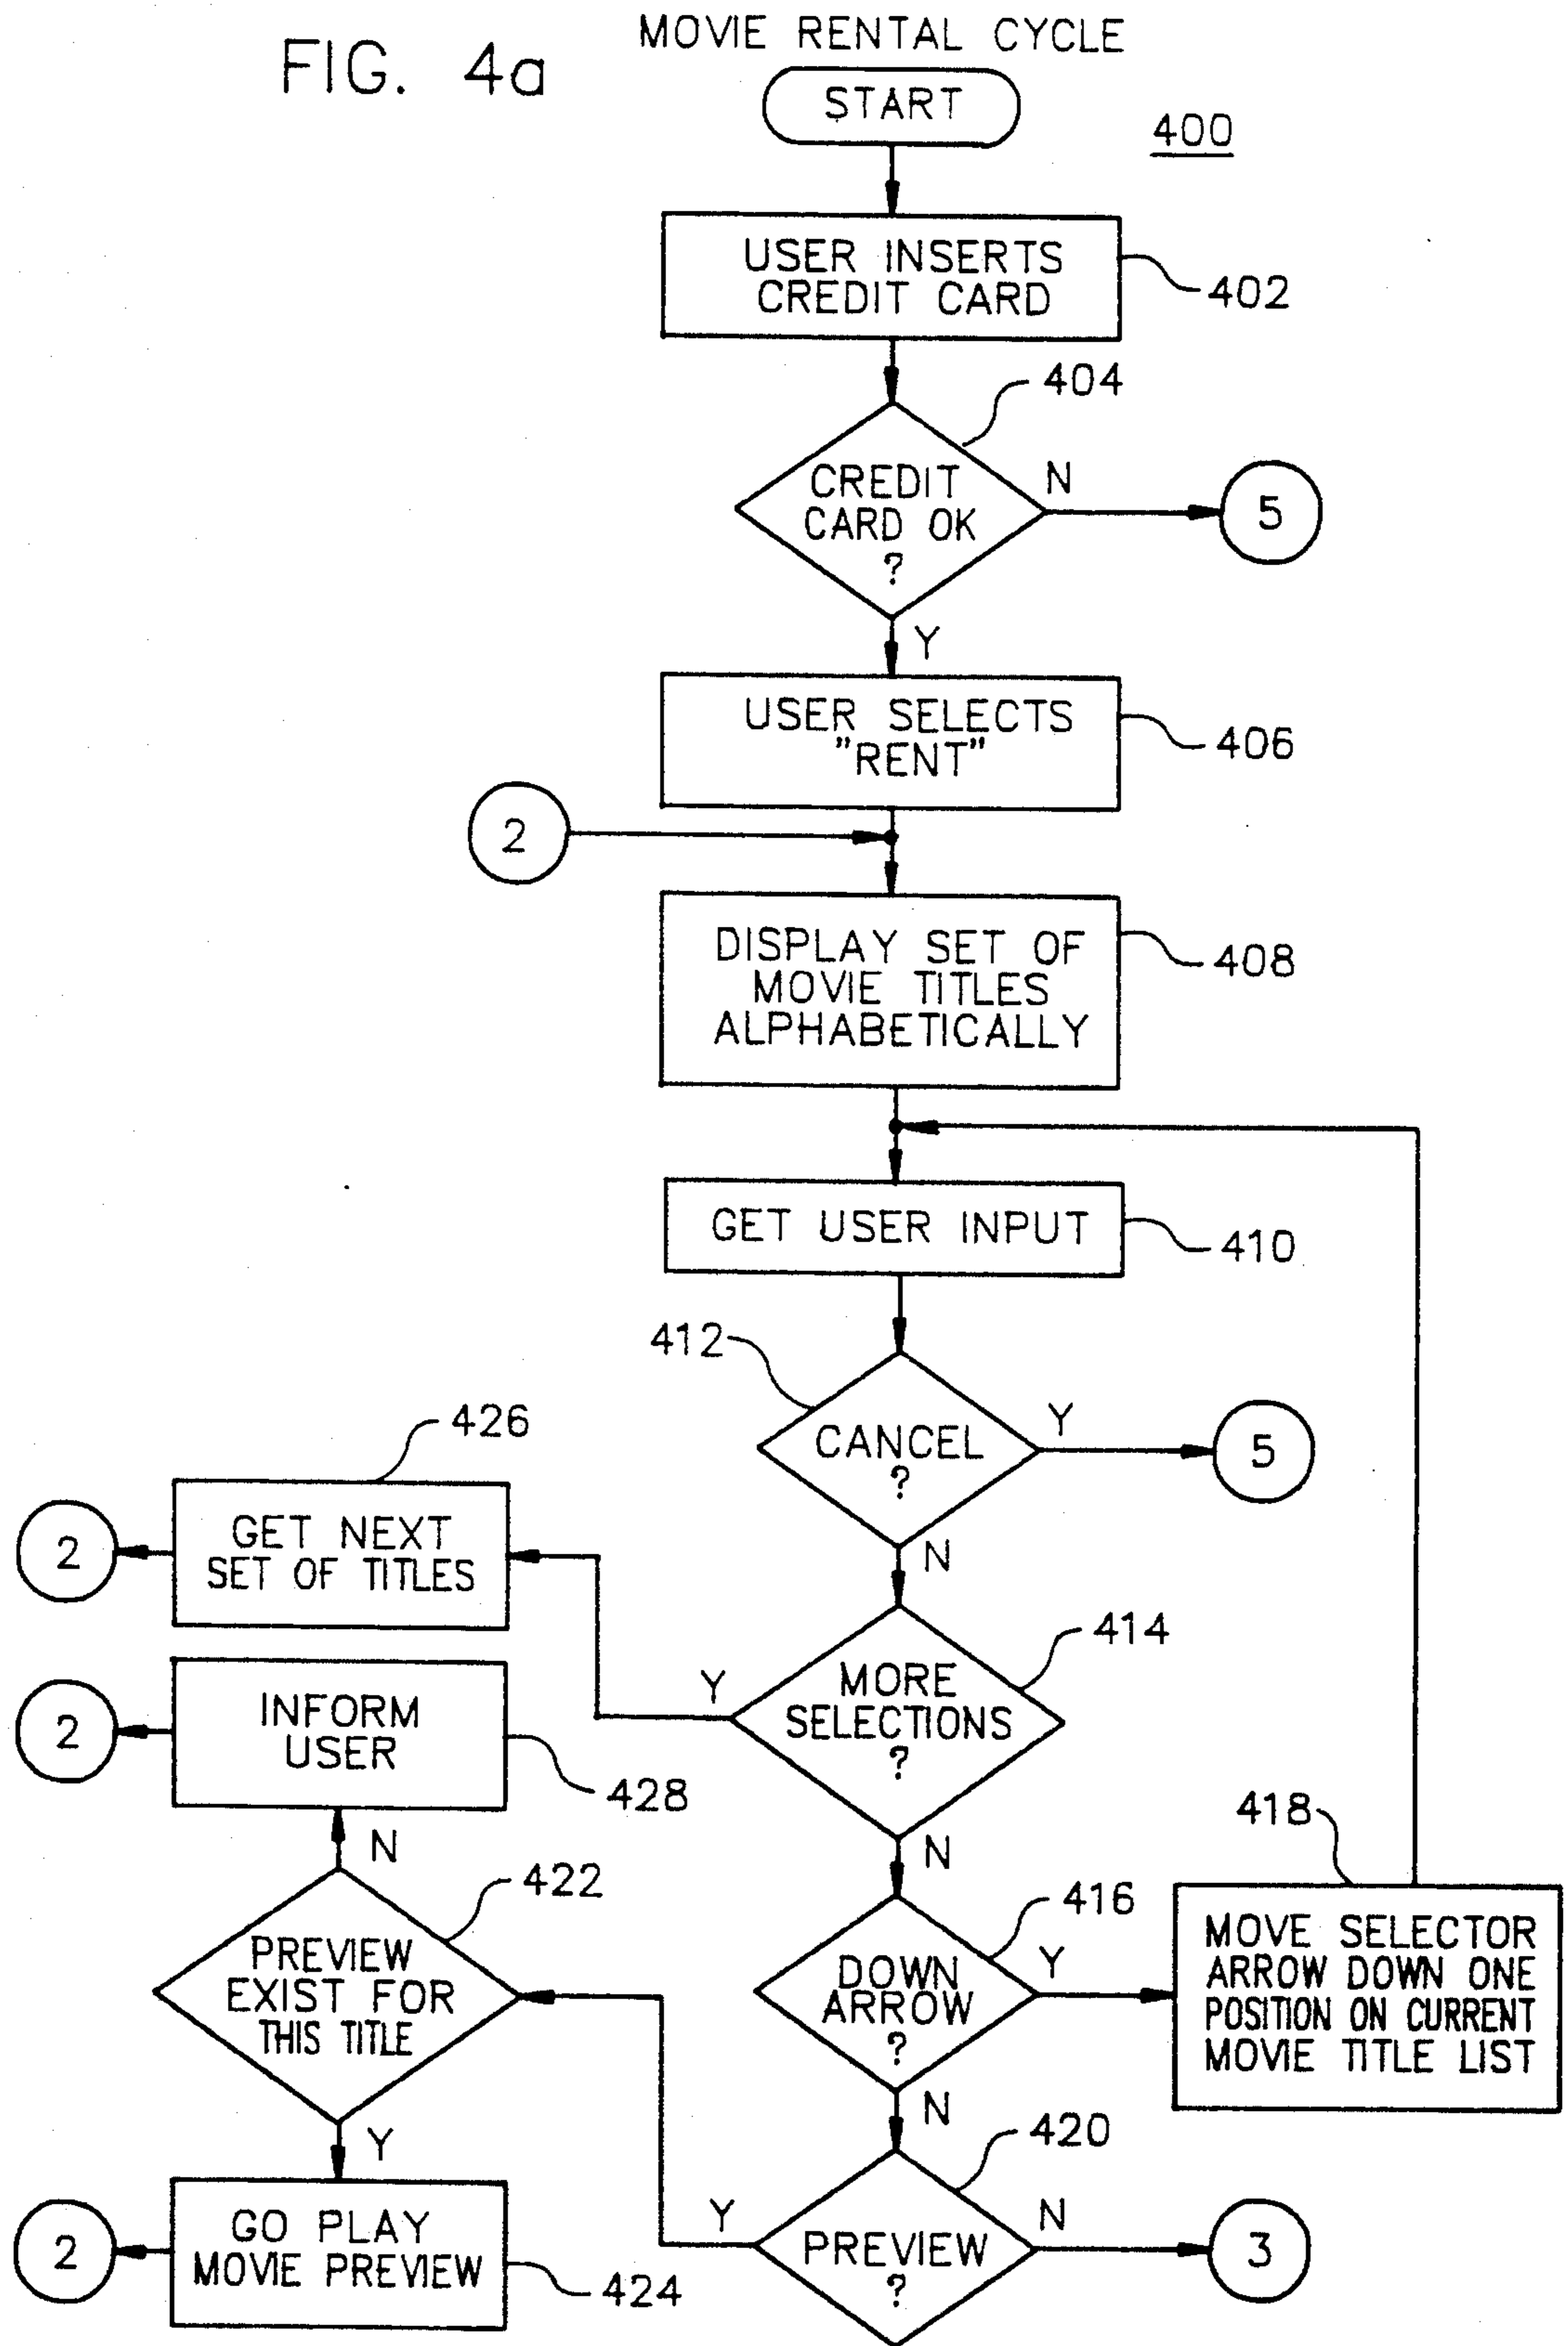 FIG. 4a
MOVIE RENTAL CYCLE
START
400
USER INSERTS
CREDIT CARD
402
404
CREDIT
CARD OK
?
N
5
Y
USER SELECTS
"RENT"
406
2
DISPLAY SET OF
MOVIE TITLES
ALPHABETICALLY
408
GET USER INPUT
410
412
CANCEL
?
Y
5
N
426
GET NEXT
SET OF TITLES
2
414
MORE
SELECTIONS
?
Y
N
INFORM
USER
2
428
N
422
PREVIEW
EXIST FOR
THIS TITLE
Y
416
DOWN
ARROW
?
Y
N
418
MOVE SELECTOR
ARROW DOWN ONE
POSITION ON CURRENT
MOVIE TITLE LIST
420
PREVIEW
?
Y
N
3
GO PLAY
MOVIE PREVIEW
2
424